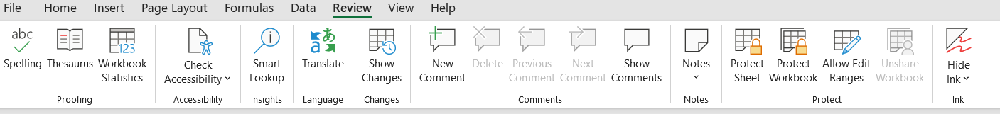 File Home Insert Page Layout Formulas Data Review View Help
abc
123
a あ
Spelling Thesaurus Workbook Statistics
Check Accessibility
Smart Lookup
Translate
Show Changes
New Comment
Delete
Previous Comment
Next Comment
Show Comments
Notes
Protect Sheet
Protect Workbook
Allow Edit Ranges
Unshare Workbook
Hide Ink
Proofing Accessibility Insights Language Changes Comments Notes Protect Ink